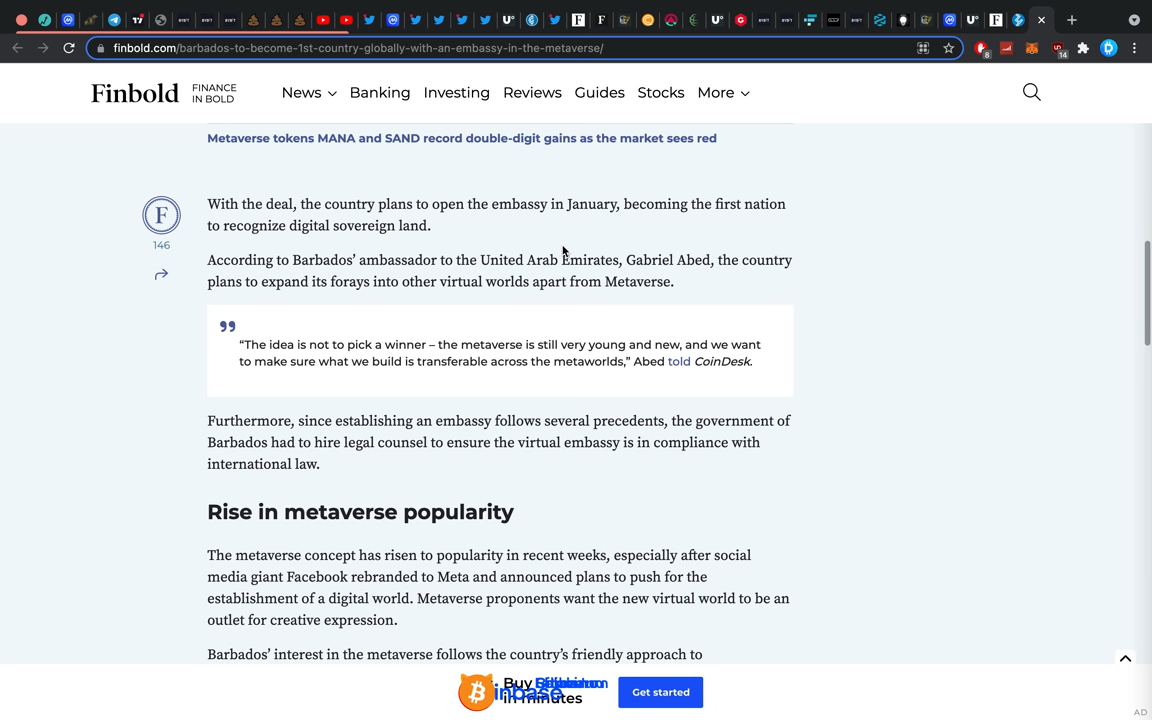 finbold.com/barbados-to-become-1st-country-globally-with-an-embassy-in-the-metaverse/
8
14
Finbold
FINANCE
IN BOLD
News
Banking
Investing
Reviews
Guides
Stocks
More
Metaverse tokens MANA and SAND record double-digit gains as the market sees red
F
146
With the deal, the country plans to open the embassy in January, becoming the first nation
to recognize digital sovereign land.
According to Barbados’ ambassador to the United Arab Emirates, Gabriel Abed, the country
plans to expand its forays into other virtual worlds apart from Metaverse.
“The idea is not to pick a winner – the metaverse is still very young and new, and we want
to make sure what we build is transferable across the metaworlds,” Abed told CoinDesk.
Furthermore, since establishing an embassy follows several precedents, the government of
Barbados had to hire legal counsel to ensure the virtual embassy is in compliance with
international law.
Rise in metaverse popularity
The metaverse concept has risen to popularity in recent weeks, especially after social
media giant Facebook rebranded to Meta and announced plans to push for the
establishment of a digital world. Metaverse proponents want the new virtual world to be an
outlet for creative expression.
Barbados’ interest in the metaverse follows the country’s friendly approach to
Buy
in minutes
Get started
AD